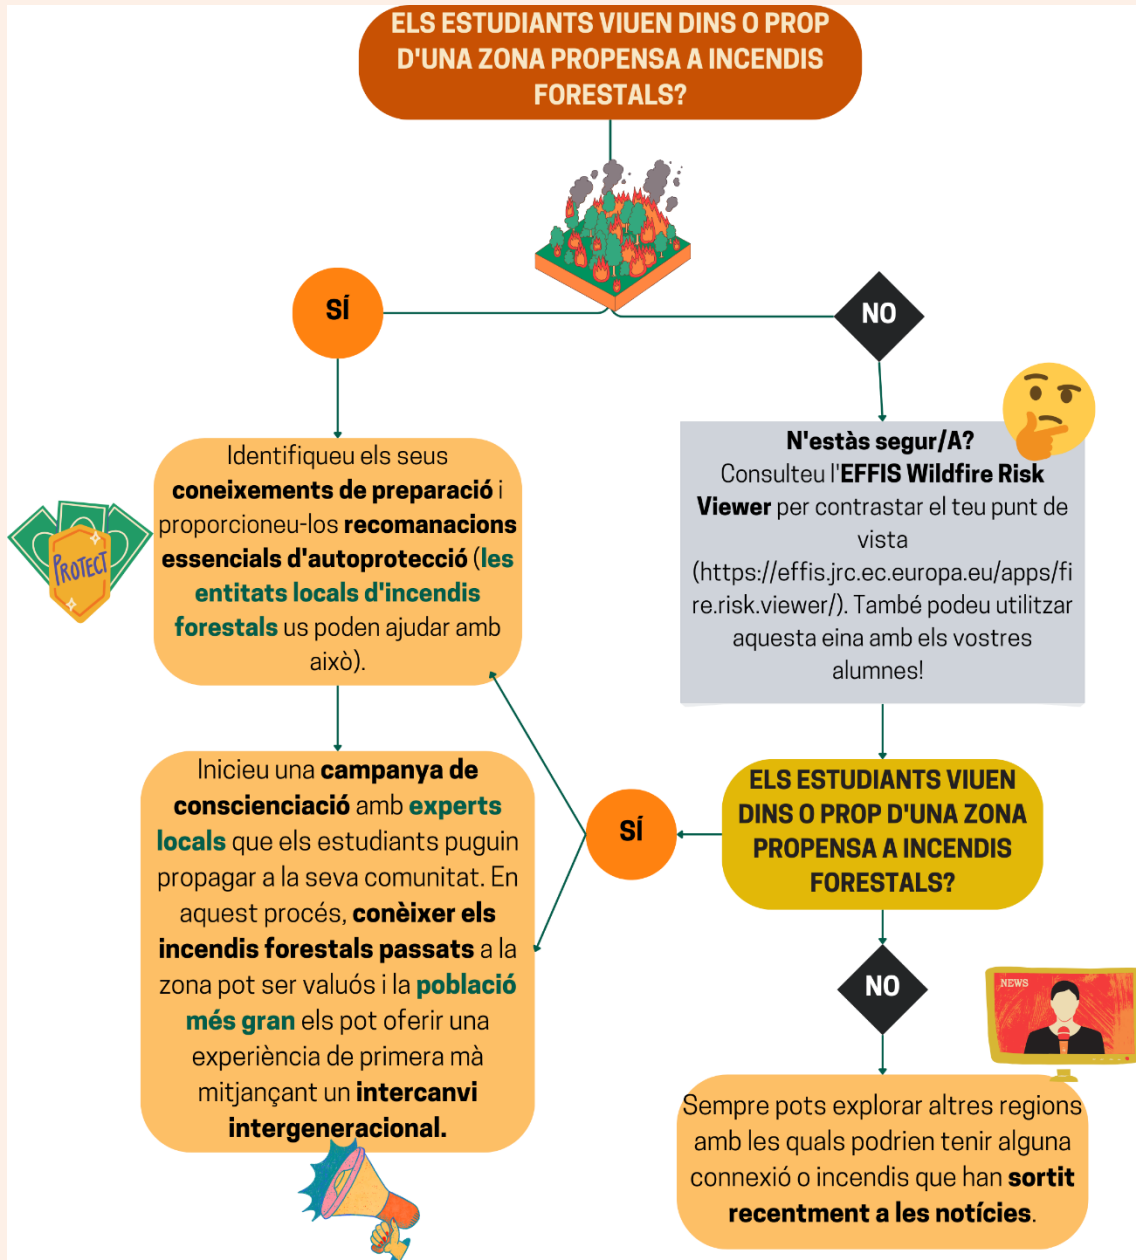 ELS ESTUDIANTS VIUEN DINS O PROP
D'UNA ZONA PROPENSA A INCENDIS
FORESTALS?
SÍ
NO
Identifiqueu els seus
coneixements de preparació i
proporcioneu-los recomanacions
essencials d'autoprotecció (les
entitats locals d'incendis
forestals us poden ajudar amb
això).
PROTECT
N'estàs segur/A?
Consulteu l'EFFIS Wildfire Risk
Viewer per contrastar el teu punt de
vista
(https://effis.jrc.ec.europa.eu/apps/fi
re.risk.viewer/). També podeu utilitzar
aquesta eina amb els vostres
alumnes!
Inicieu una campanya de
conscienciació amb experts
locals que els estudiants puguin
propagar a la seva comunitat. En
aquest procés, conèixer els
incendis forestals passats a la
zona pot ser valuós i la població
més gran els pot oferir una
experiència de primera mà
mitjançant un intercanvi
intergeneracional.
SÍ
ELS ESTUDIANTS VIUEN
DINS O PROP D'UNA ZONA
PROPENSA A INCENDIS
FORESTALS?
NO
NEWS
Sempre pots explorar altres regions
amb les quals podrien tenir alguna
connexió o incendis que han sortit
recentment a les notícies.